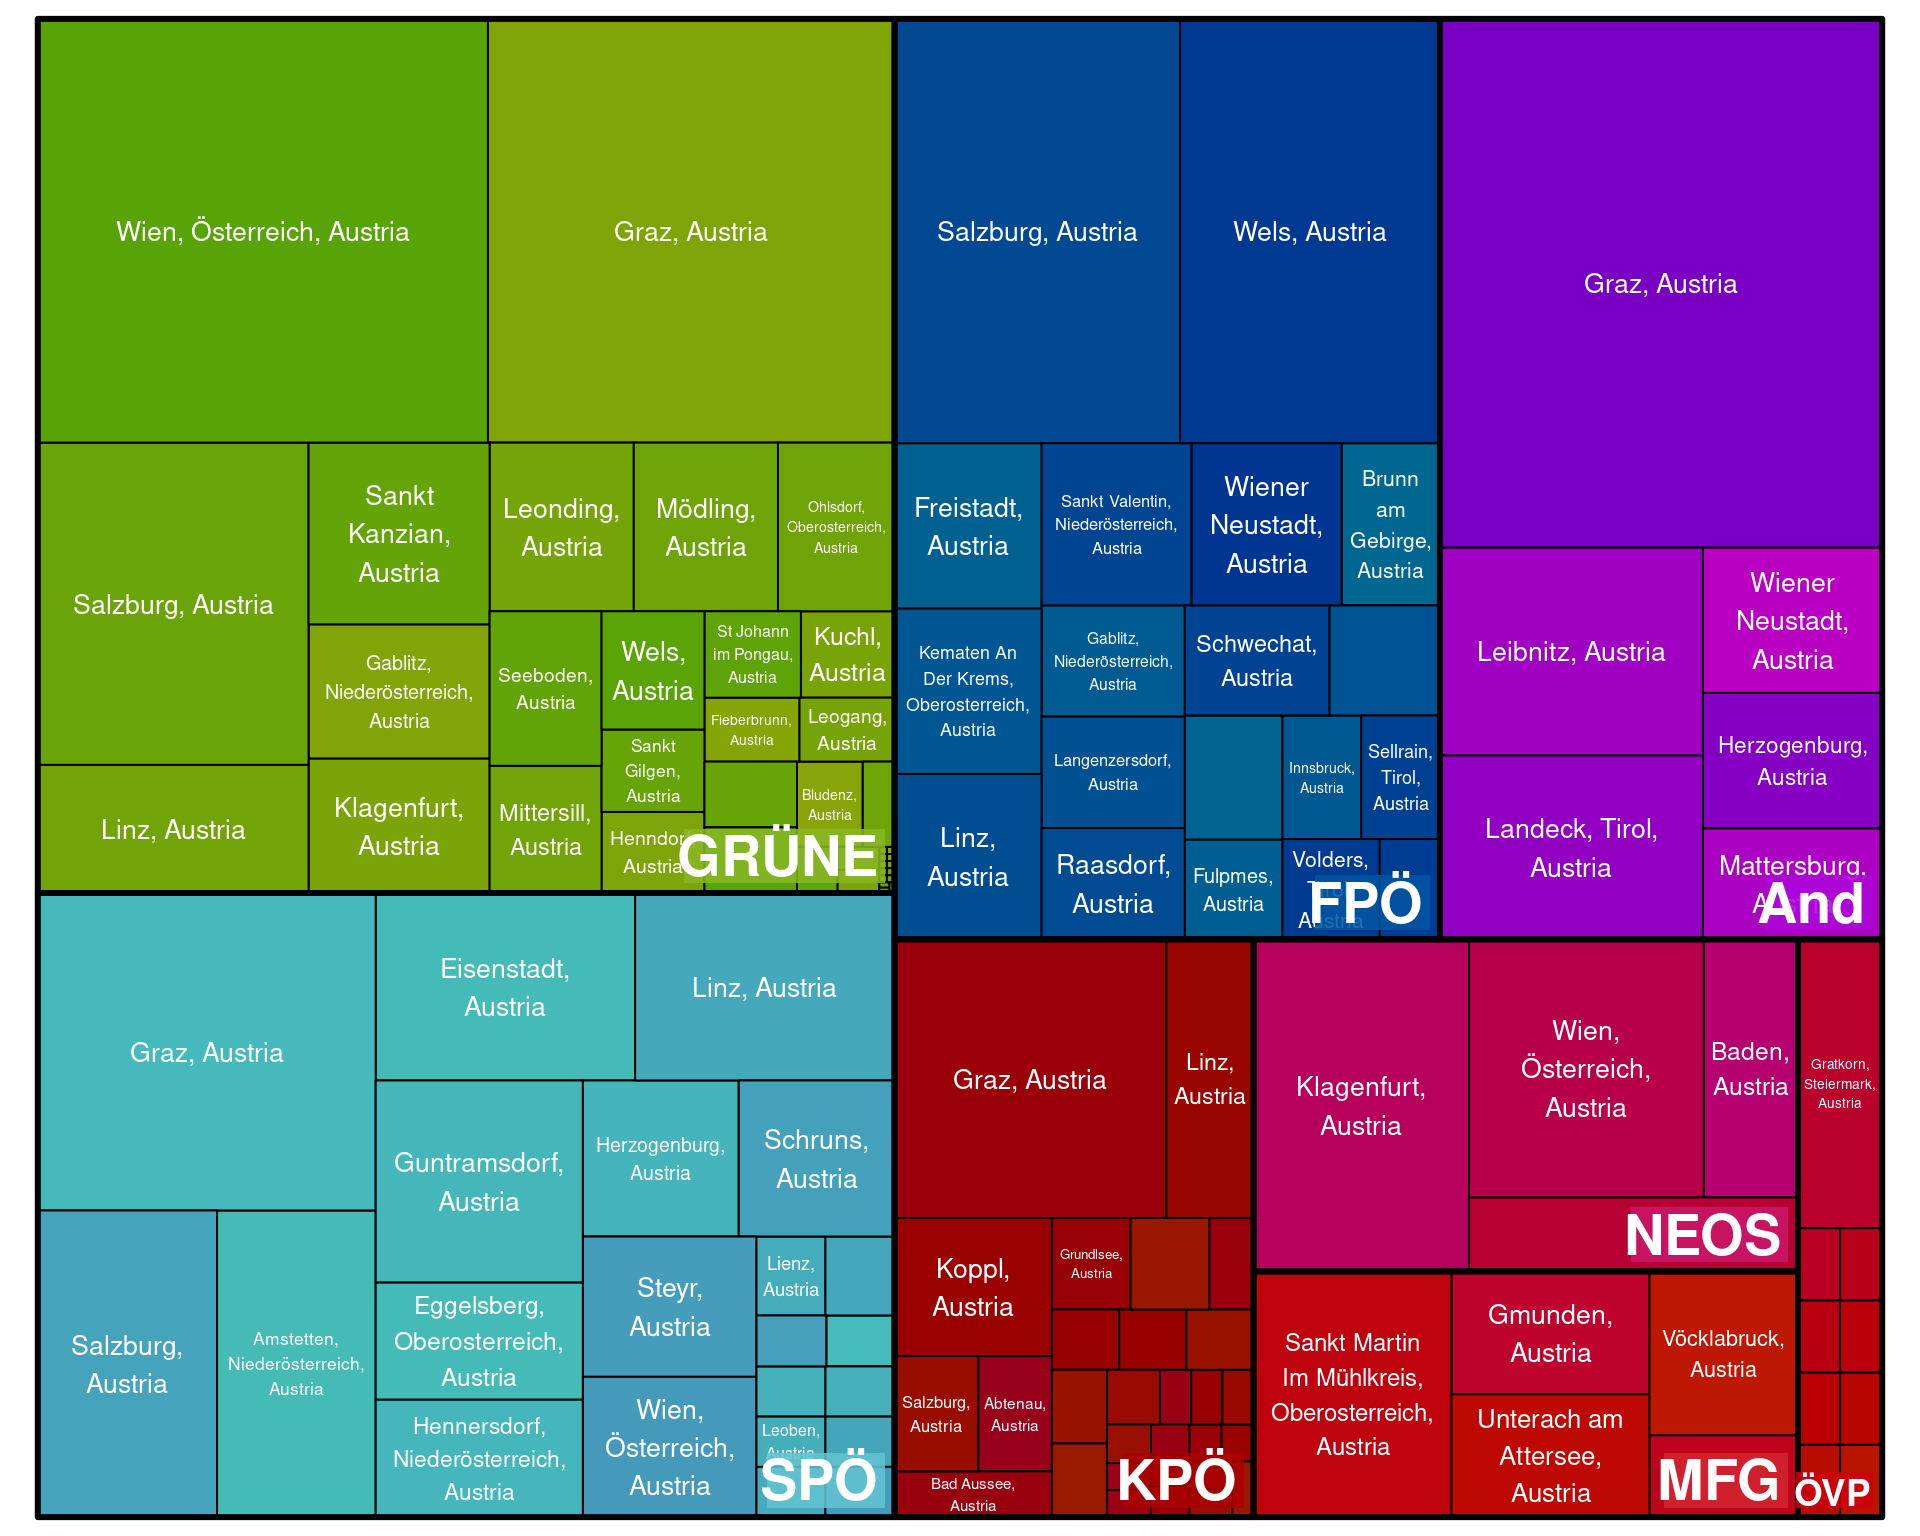 Wien, Österreich, Austria
Graz, Austria
Salzburg, Austria
Sankt
Kanzian,
Austria
Leonding,
Austria
Mödling,
Austria
Ohlsdorf,
Oberosterreich,
Austria
Gablitz,
Niederösterreich,
Austria
Seeboden,
Austria
Wels,
Austria
St Johann
im Pongau,
Austria
Kuchl,
Austria
Fieberbrunn,
Austria
Leogang,
Austria
Sankt
Gilgen,
Austria
Linz, Austria
Klagenfurt,
Austria
Mittersill,
Austria
Bludenz,
Austria
Henndorf
Austria
GRÜNE
Salzburg, Austria
Wels, Austria
Freistadt,
Austria
Sankt Valentin,
Niederösterreich,
Austria
Wiener
Neustadt,
Austria
Brunn
am
Gebirge,
Austria
Kematen An
Der Krems,
Oberosterreich,
Austria
Gablitz,
Niederösterreich,
Austria
Schwechat,
Austria
Langenzersdorf,
Austria
Innsbruck,
Austria
Sellrain,
Tirol,
Austria
Linz,
Austria
Raasdorf,
Austria
Fulpmes,
Austria
Volders,
Tirol,
Austria
FPÖ
Graz, Austria
Leibnitz, Austria
Wiener
Neustadt,
Austria
Herzogenburg,
Austria
Landeck, Tirol,
Austria
Mattersburg,
And
Graz, Austria
Eisenstadt,
Austria
Linz, Austria
Guntramsdorf,
Austria
Herzogenburg,
Austria
Schruns,
Austria
Salzburg,
Austria
Amstetten,
Niederösterreich,
Austria
Eggelsberg,
Oberosterreich,
Austria
Steyr,
Austria
Lienz,
Austria
Hennersdorf,
Niederösterreich,
Austria
Wien,
Österreich,
Austria
Leoben,
Austria
SPÖ
Graz, Austria
Linz,
Austria
Koppl,
Austria
Grundlsee,
Austria
Salzburg,
Austria
Abtenau,
Austria
Bad Aussee,
Austria
KPÖ
Klagenfurt,
Austria
Wien,
Österreich,
Austria
Baden,
Austria
NEOS
Sankt Martin
Im Mühlkreis,
Oberosterreich,
Austria
Gmunden,
Austria
Vöcklabruck,
Austria
Unterach am
Attersee,
Austria
MFG
Gratkorn,
Steiermark,
Austria
ÖVP